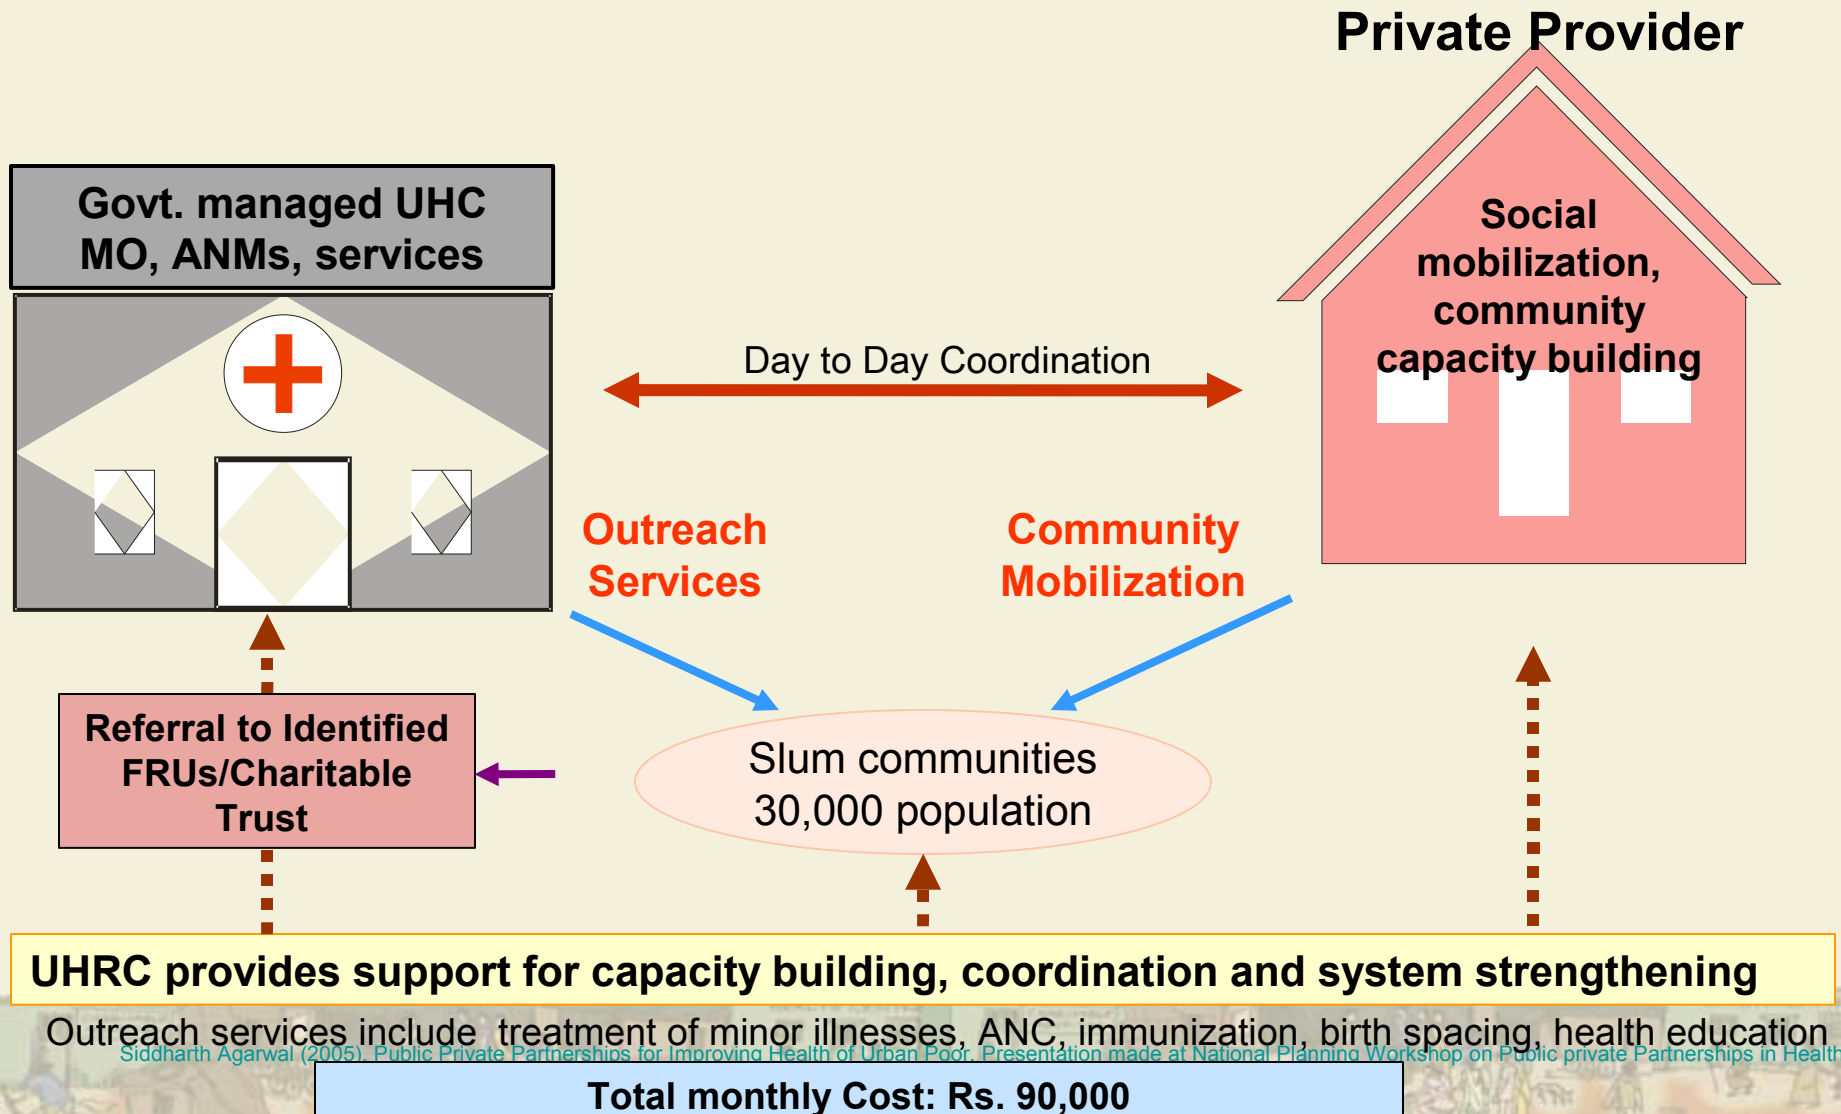 Private Provider
Govt. managed UHC
MO, ANMs, services
Social
mobilization,
community
capacity building
Day to Day Coordination
Outreach
Services
Community
Mobilization
Referral to Identified
FRUs/Charitable
Trust
Slum communities
30,000 population
UHRC provides support for capacity building, coordination and system strengthening
Outreach services include treatment of minor illnesses, ANC, immunization, birth spacing, health education
Siddharth Agarwal (2005). Public Private Partnerships for Improving Health of Urban Poor. Presentation made at National Planning Workshop on Public private Partnerships in Health
Total monthly Cost: Rs. 90,000